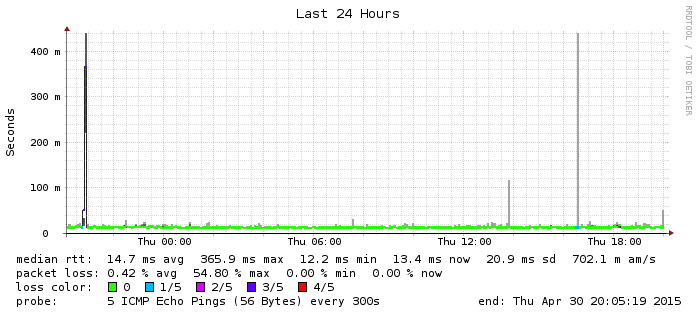 Last 24 Hours
RRDTOOL / TOBI OETIKER
Seconds
400 m
300 m
200 m
100 m
0
Thu 00:00 Thu 06:00 Thu 12:00 Thu 18:00
median rtt: 14.7 ms avg 365.9 ms max 12.2 ms min 13.4 ms now 20.9 ms sd 702.1 m am/s
packet loss: 0.42 % avg 54.80 % max 0.00 % min 0.00 % now
loss color: 0 1/5 2/5 3/5 4/5
probe: 5 ICMP Echo Pings (56 Bytes) every 300s end: Thu Apr 30 20:05:19 2015